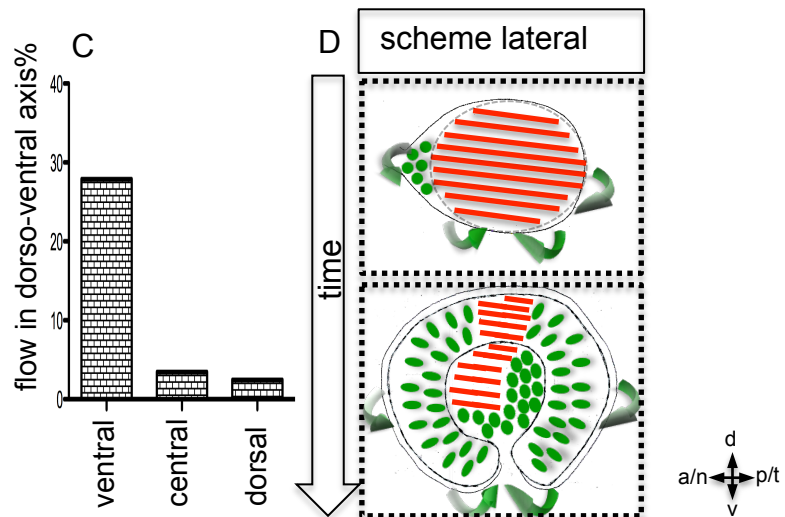 C
flow in dorso-ventral axis%
40
30
20
10
0
ventral
central
dorsal
D
scheme lateral
time
d
a/n
p/t
v